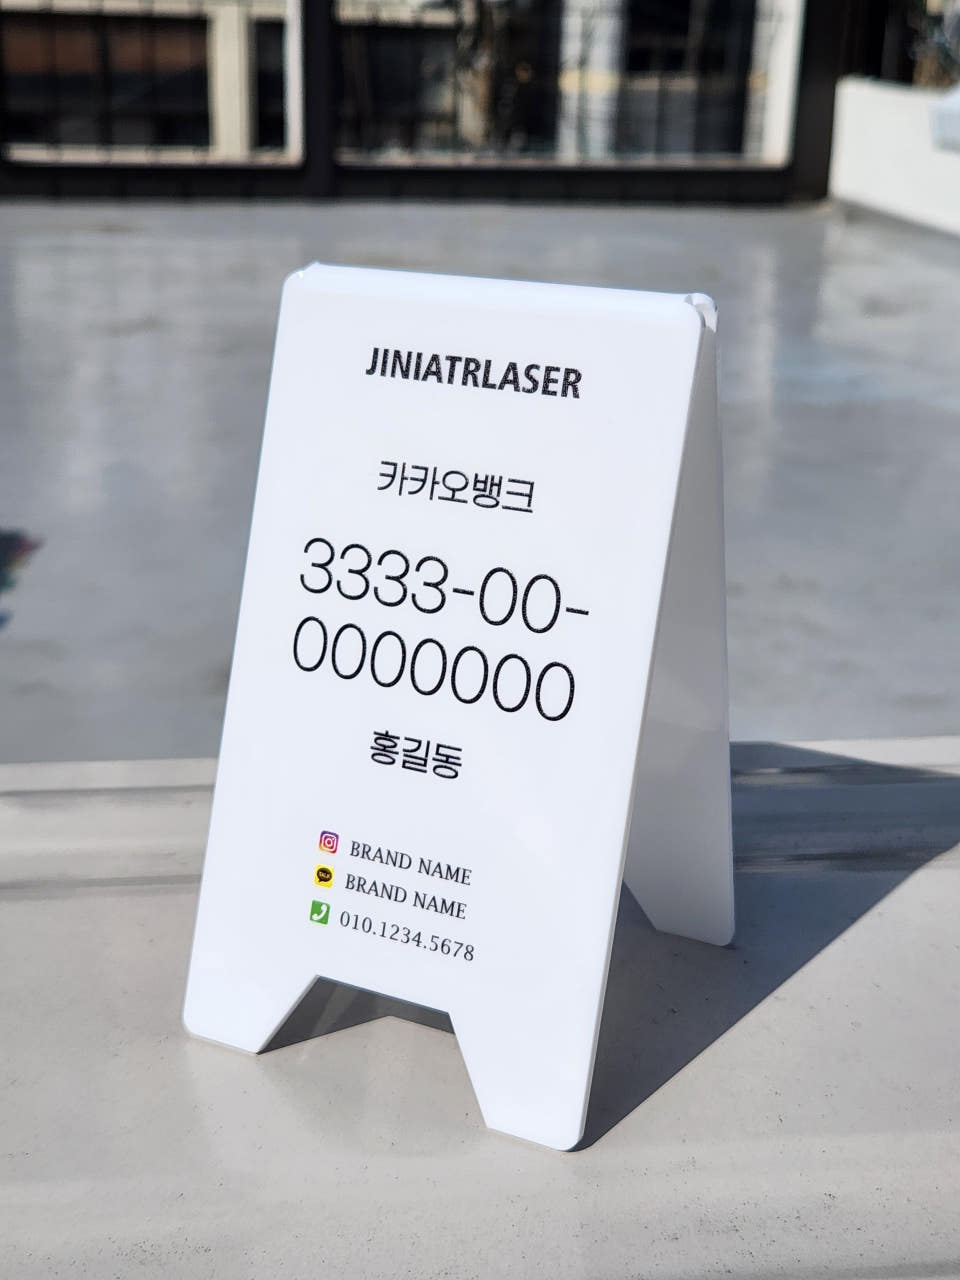 JINIATRLASER
카카오뱅크
3333-00-
0000000
홍길동
BRAND NAME
TALK BRAND NAME
010.1234.5678